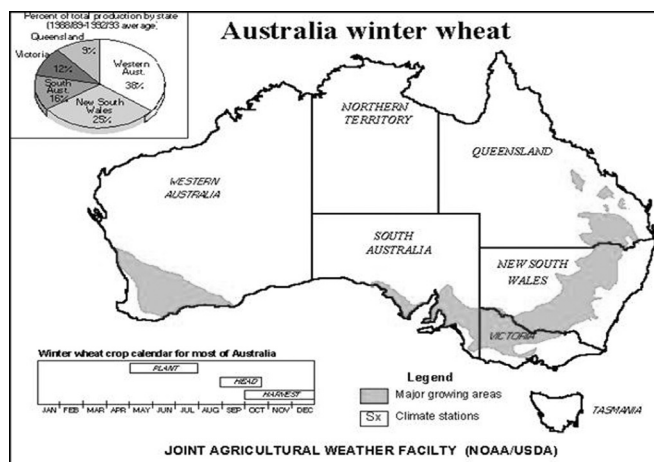 Percent of total production by state
(1988/89-1992/93 average)
Queensland
9%
Victoria
12%
Western
Aust.
38%
South
Aust.
16%
New South
Wales
25%
Australia winter wheat
NORTHERN
TERRITORY
QUEENSLAND
WESTERN
AUSTRALIA
SOUTH
AUSTRALIA
NEW SOUTH
WALES
VICTORIA
TASMANIA
Winter wheat crop calendar for most of Australia
PLANT
HEAD
HARVEST
JAN FEB MAR APR MAY JUN JUL AUG SEP OCT NOV DEC
Legend
Major growing areas
Sx Climate stations
JOINT AGRICULTURAL WEATHER FACILTY (NOAA/USDA)